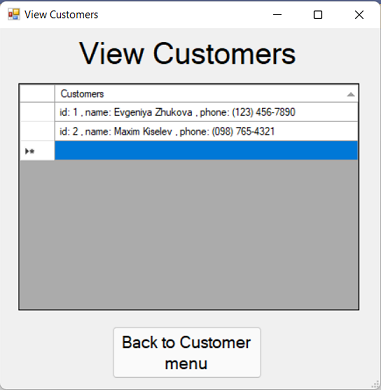 View Customers
View Customers
Customers
id: 1 , name: Evgeniya Zhukova , phone: (123) 456-7890
id: 2 , name: Maxim Kiselev , phone: (098) 765-4321
Back to Customer
menu